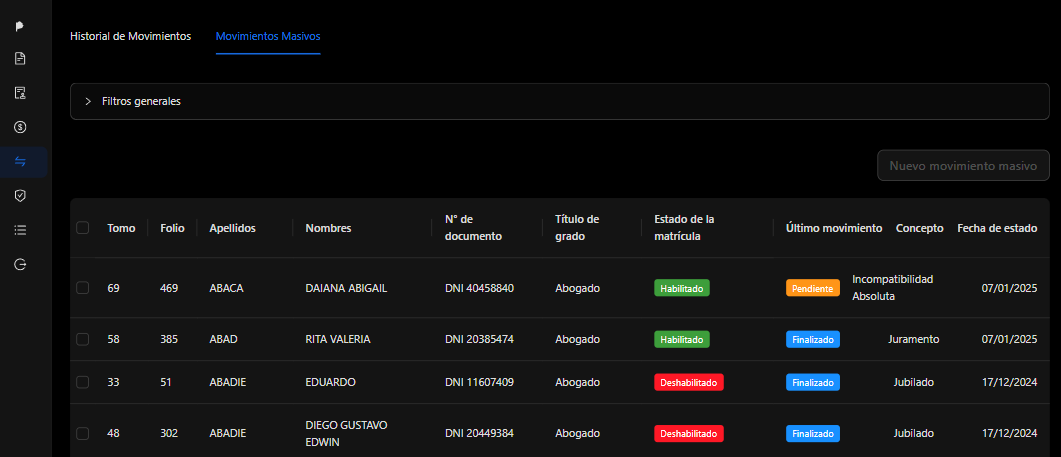 Historial de Movimientos Movimientos Masivos
Filtros generales
Nuevo movimiento masivo
Tomo Folio Apellidos Nombres N° de documento Título de grado Estado de la matrícula Último movimiento Concepto Fecha de estado
69 469 ABACA DAIANA ABIGAIL DNI 40458840 Abogado Habilitado Pendiente Incompatibilidad Absoluta 07/01/2025
58 385 ABAD RITA VALERIA DNI 20385474 Abogado Habilitado Finalizado Juramento 07/01/2025
33 51 ABADIE EDUARDO DNI 11607409 Abogado Deshabilitado Finalizado Jubilado 17/12/2024
48 302 ABADIE DIEGO GUSTAVO EDWIN DNI 20449384 Abogado Deshabilitado Finalizado Jubilado 17/12/2024